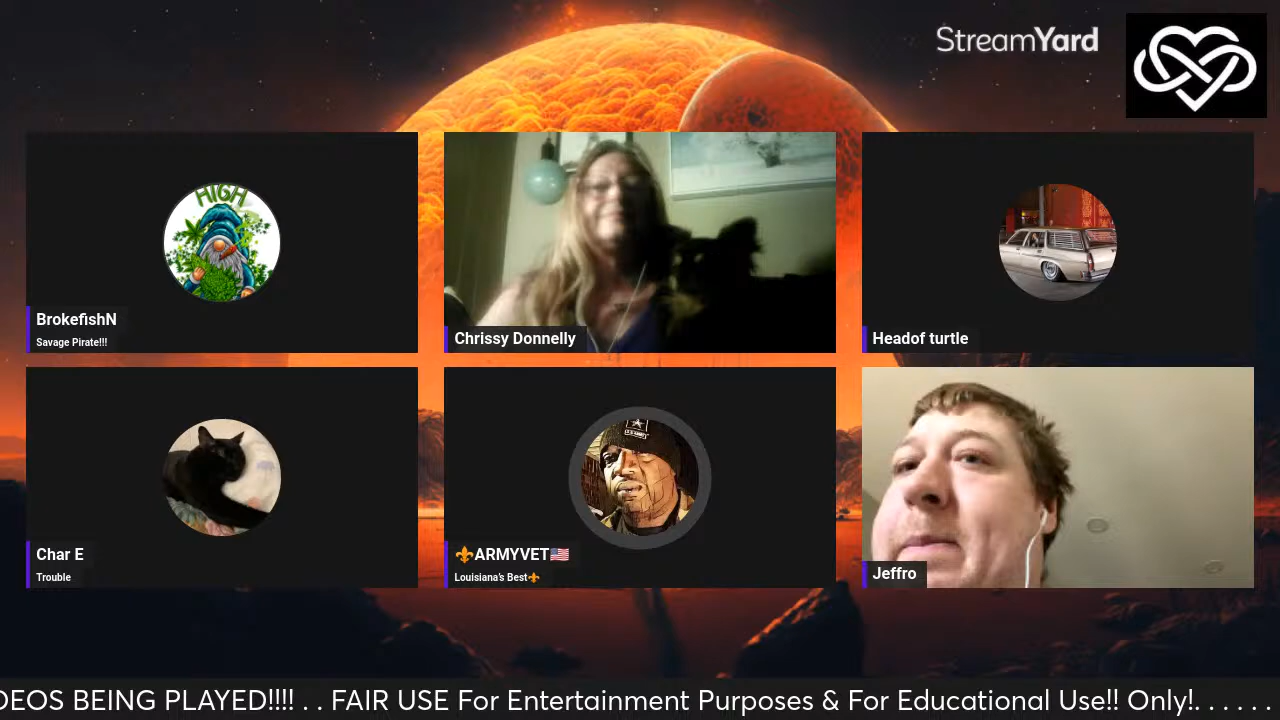 StreamYard
HIGH
BrokefishN
Savage Pirate!!!
Chrissy Donnelly
Headof turtle
Char E
Trouble
⚜️ARMYVET🇺🇸
Louisiana's Best⚜️
Jeffro
DEOS BEING PLAYED!!!! . . FAIR USE For Entertainment Purposes & For Educational Use!! Only!. . . . . .